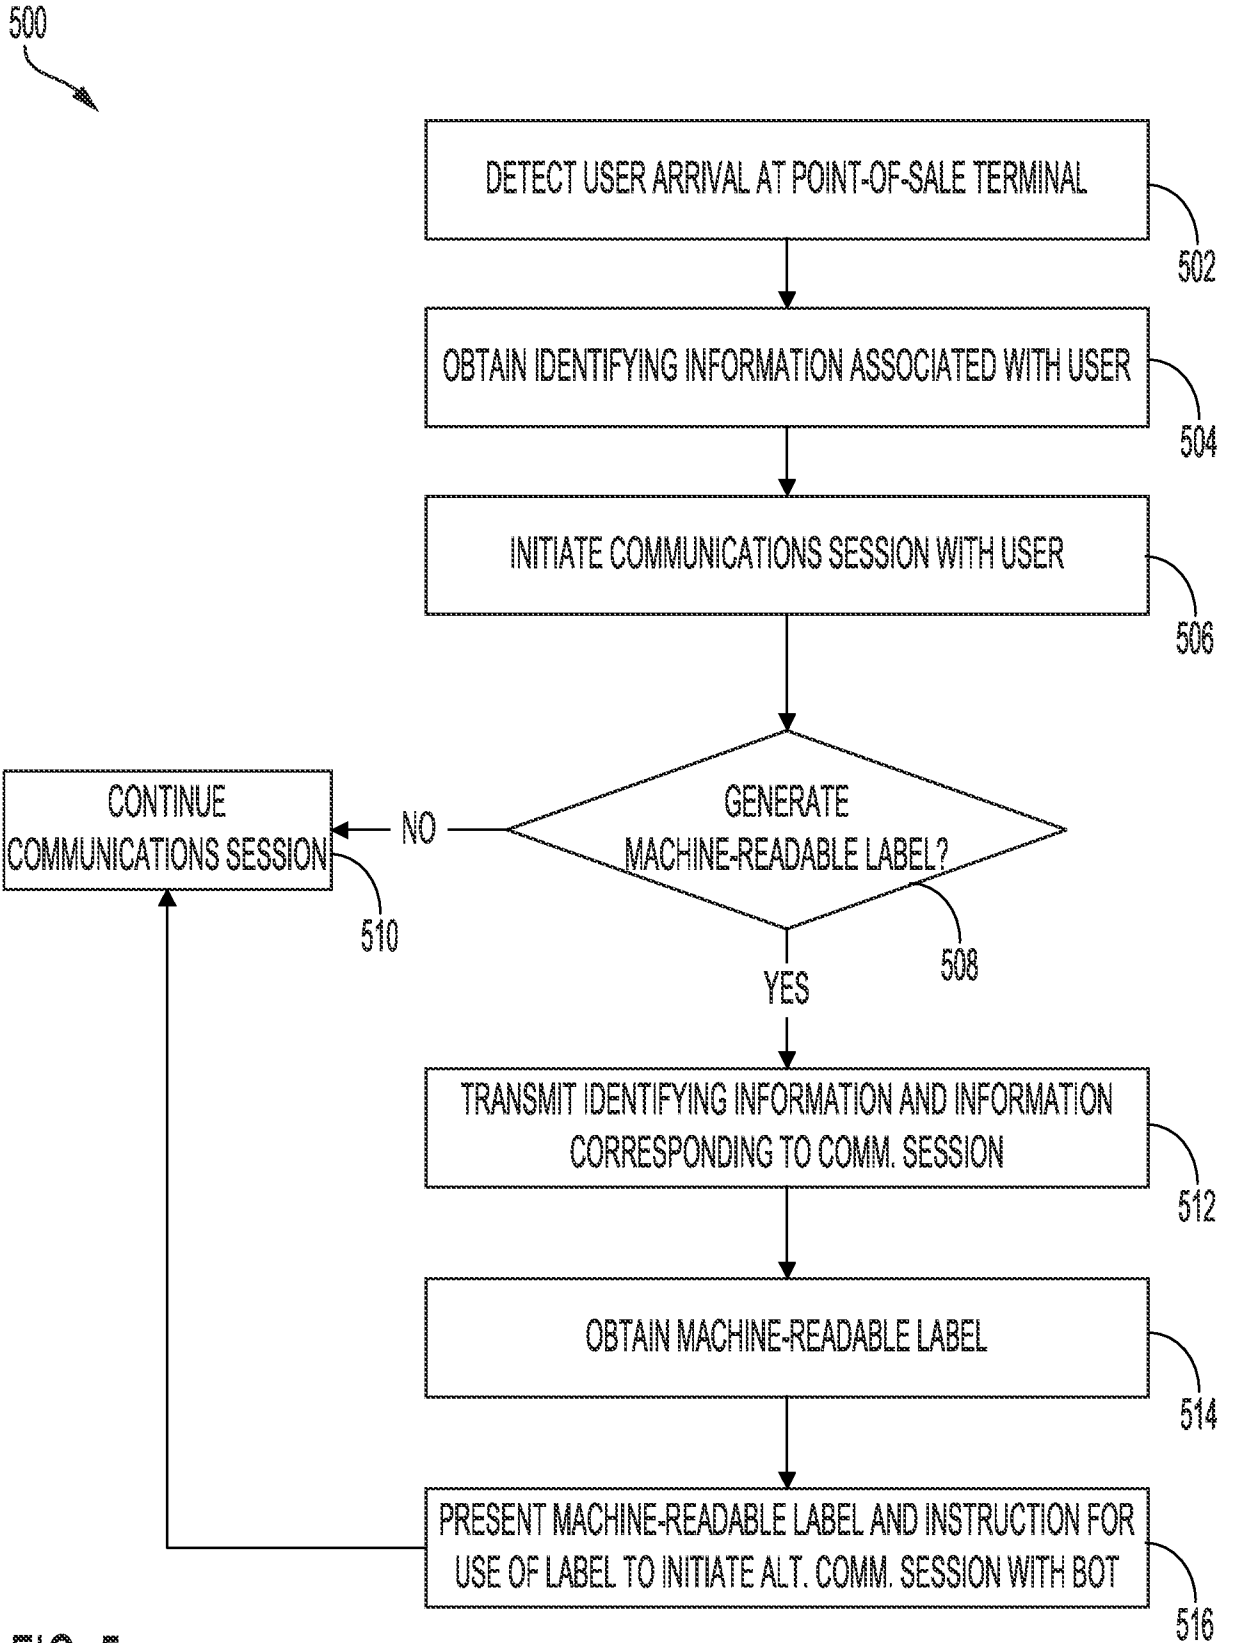 500
DETECT USER ARRIVAL AT POINT-OF-SALE TERMINAL
502
OBTAIN IDENTIFYING INFORMATION ASSOCIATED WITH USER
504
INITIATE COMMUNICATIONS SESSION WITH USER
506
GENERATE
MACHINE-READABLE LABEL?
508
NO
CONTINUE
COMMUNICATIONS SESSION
510
YES
TRANSMIT IDENTIFYING INFORMATION AND INFORMATION
CORRESPONDING TO COMM. SESSION
512
OBTAIN MACHINE-READABLE LABEL
514
PRESENT MACHINE-READABLE LABEL AND INSTRUCTION FOR
USE OF LABEL TO INITIATE ALT. COMM. SESSION WITH BOT
516